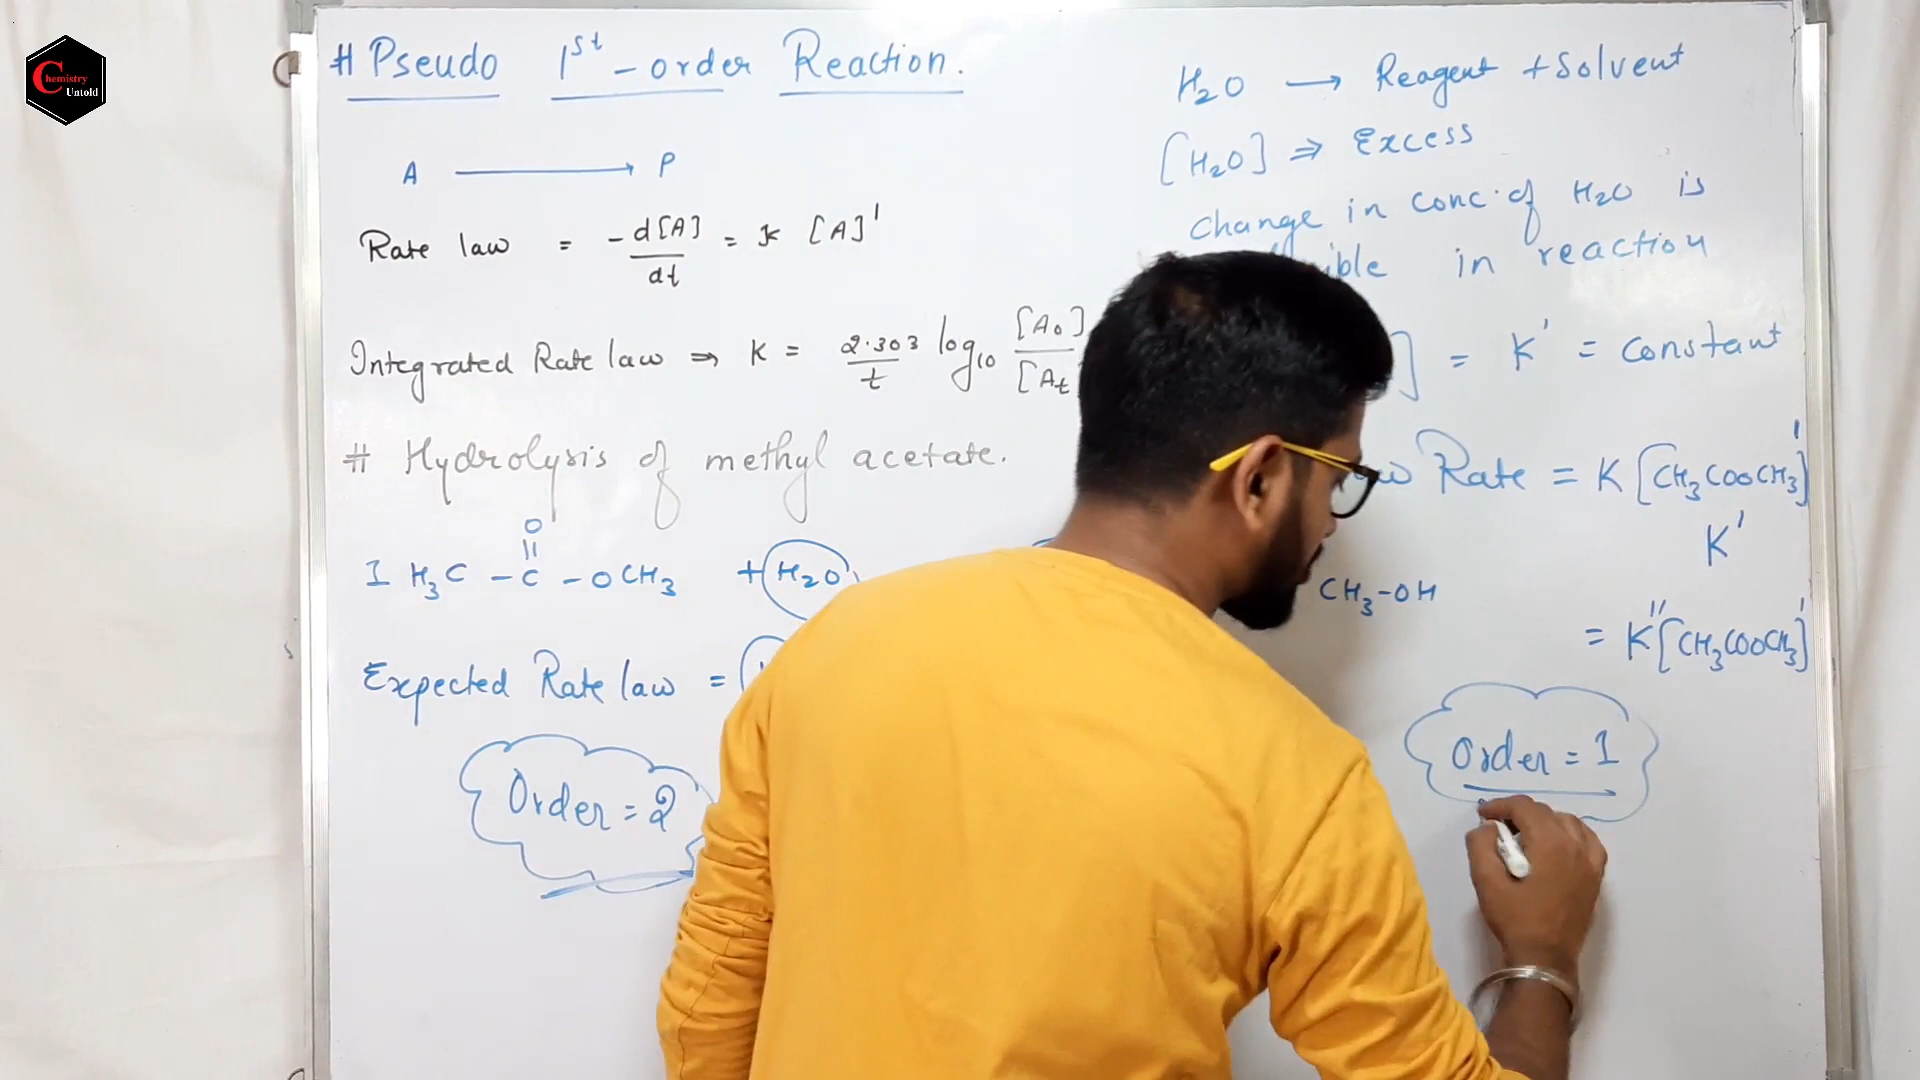 Chemistry
Untold
# Pseudo 1st-order Reaction.
A ⟶ P
Rate law = -d[A]/dt = K [A]¹
Integrated Rate law ⇒ K = 2.303/t log₁₀ [A₀]/[Aₜ]
# Hydrolysis of methyl acetate.
O
||
1 H₃C - C - OCH₃ + H₂O
CH₃-OH
Expected Rate law =
Order = 2
H₂O ⟶ Reagent + Solvent
[H₂O] ⇒ Excess
Change in conc. of H₂O is
in reaction
] = K' = Constant
Rate = K[CH₃COOCH₃]¹
K'
= K''[CH₃COOCH₃]¹
Order = 1